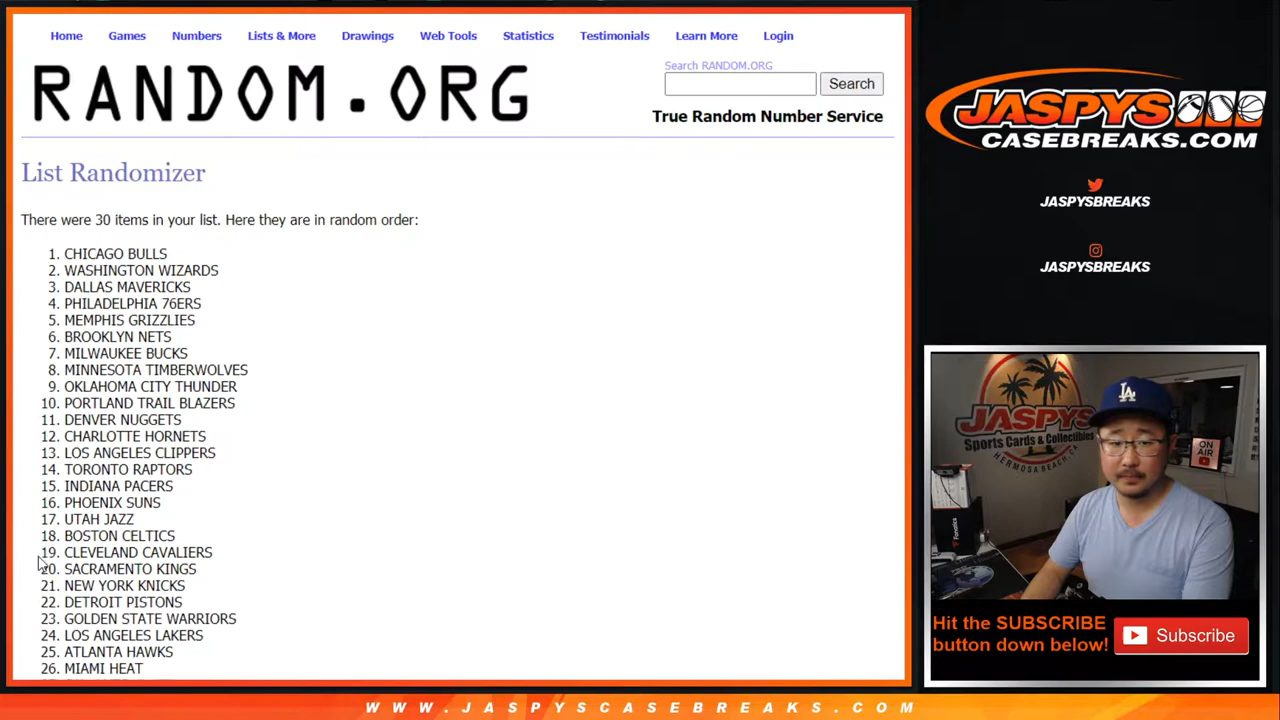 Home Games Numbers Lists & More Drawings Web Tools Statistics Testimonials Learn More Login
RANDOM.ORG
Search RANDOM.ORG
Search
True Random Number Service
List Randomizer
There were 30 items in your list. Here they are in random order:
1. CHICAGO BULLS
2. WASHINGTON WIZARDS
3. DALLAS MAVERICKS
4. PHILADELPHIA 76ERS
5. MEMPHIS GRIZZLIES
6. BROOKLYN NETS
7. MILWAUKEE BUCKS
8. MINNESOTA TIMBERWOLVES
9. OKLAHOMA CITY THUNDER
10. PORTLAND TRAIL BLAZERS
11. DENVER NUGGETS
12. CHARLOTTE HORNETS
13. LOS ANGELES CLIPPERS
14. TORONTO RAPTORS
15. INDIANA PACERS
16. PHOENIX SUNS
17. UTAH JAZZ
18. BOSTON CELTICS
19. CLEVELAND CAVALIERS
20. SACRAMENTO KINGS
21. NEW YORK KNICKS
22. DETROIT PISTONS
23. GOLDEN STATE WARRIORS
24. LOS ANGELES LAKERS
25. ATLANTA HAWKS
26. MIAMI HEAT
JASPYS
CASEBREAKS.COM
JASPYSBREAKS
JASPYSBREAKS
JASPYS
Sports Cards & Collectibles
HERMOSA BEACH, CA
LA
ON
AIR
Fanatics
Hit the SUBSCRIBE
button down below!
Subscribe
WWW.JASPYSCASEBREAKS.COM